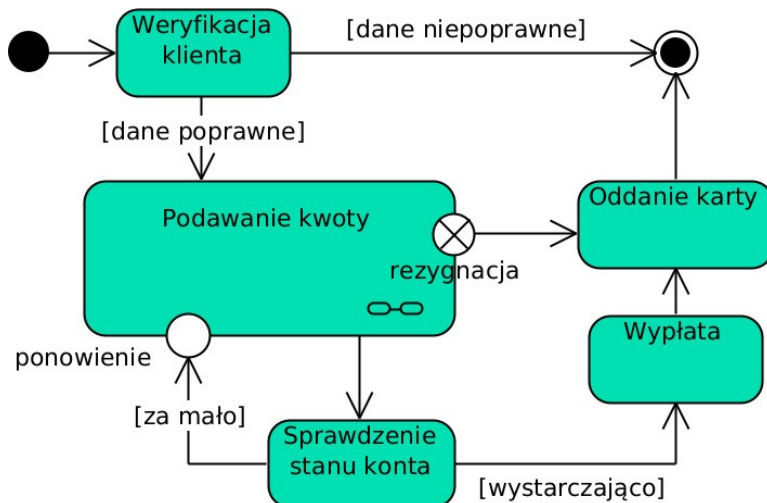 Weryfikacja
klienta
[dane niepoprawne]
[dane poprawne]
Podawanie kwoty
Oddanie karty
rezygnacja
ponowienie
Wypłata
[za mało]
Sprawdzenie
stanu konta
[wystarczająco]